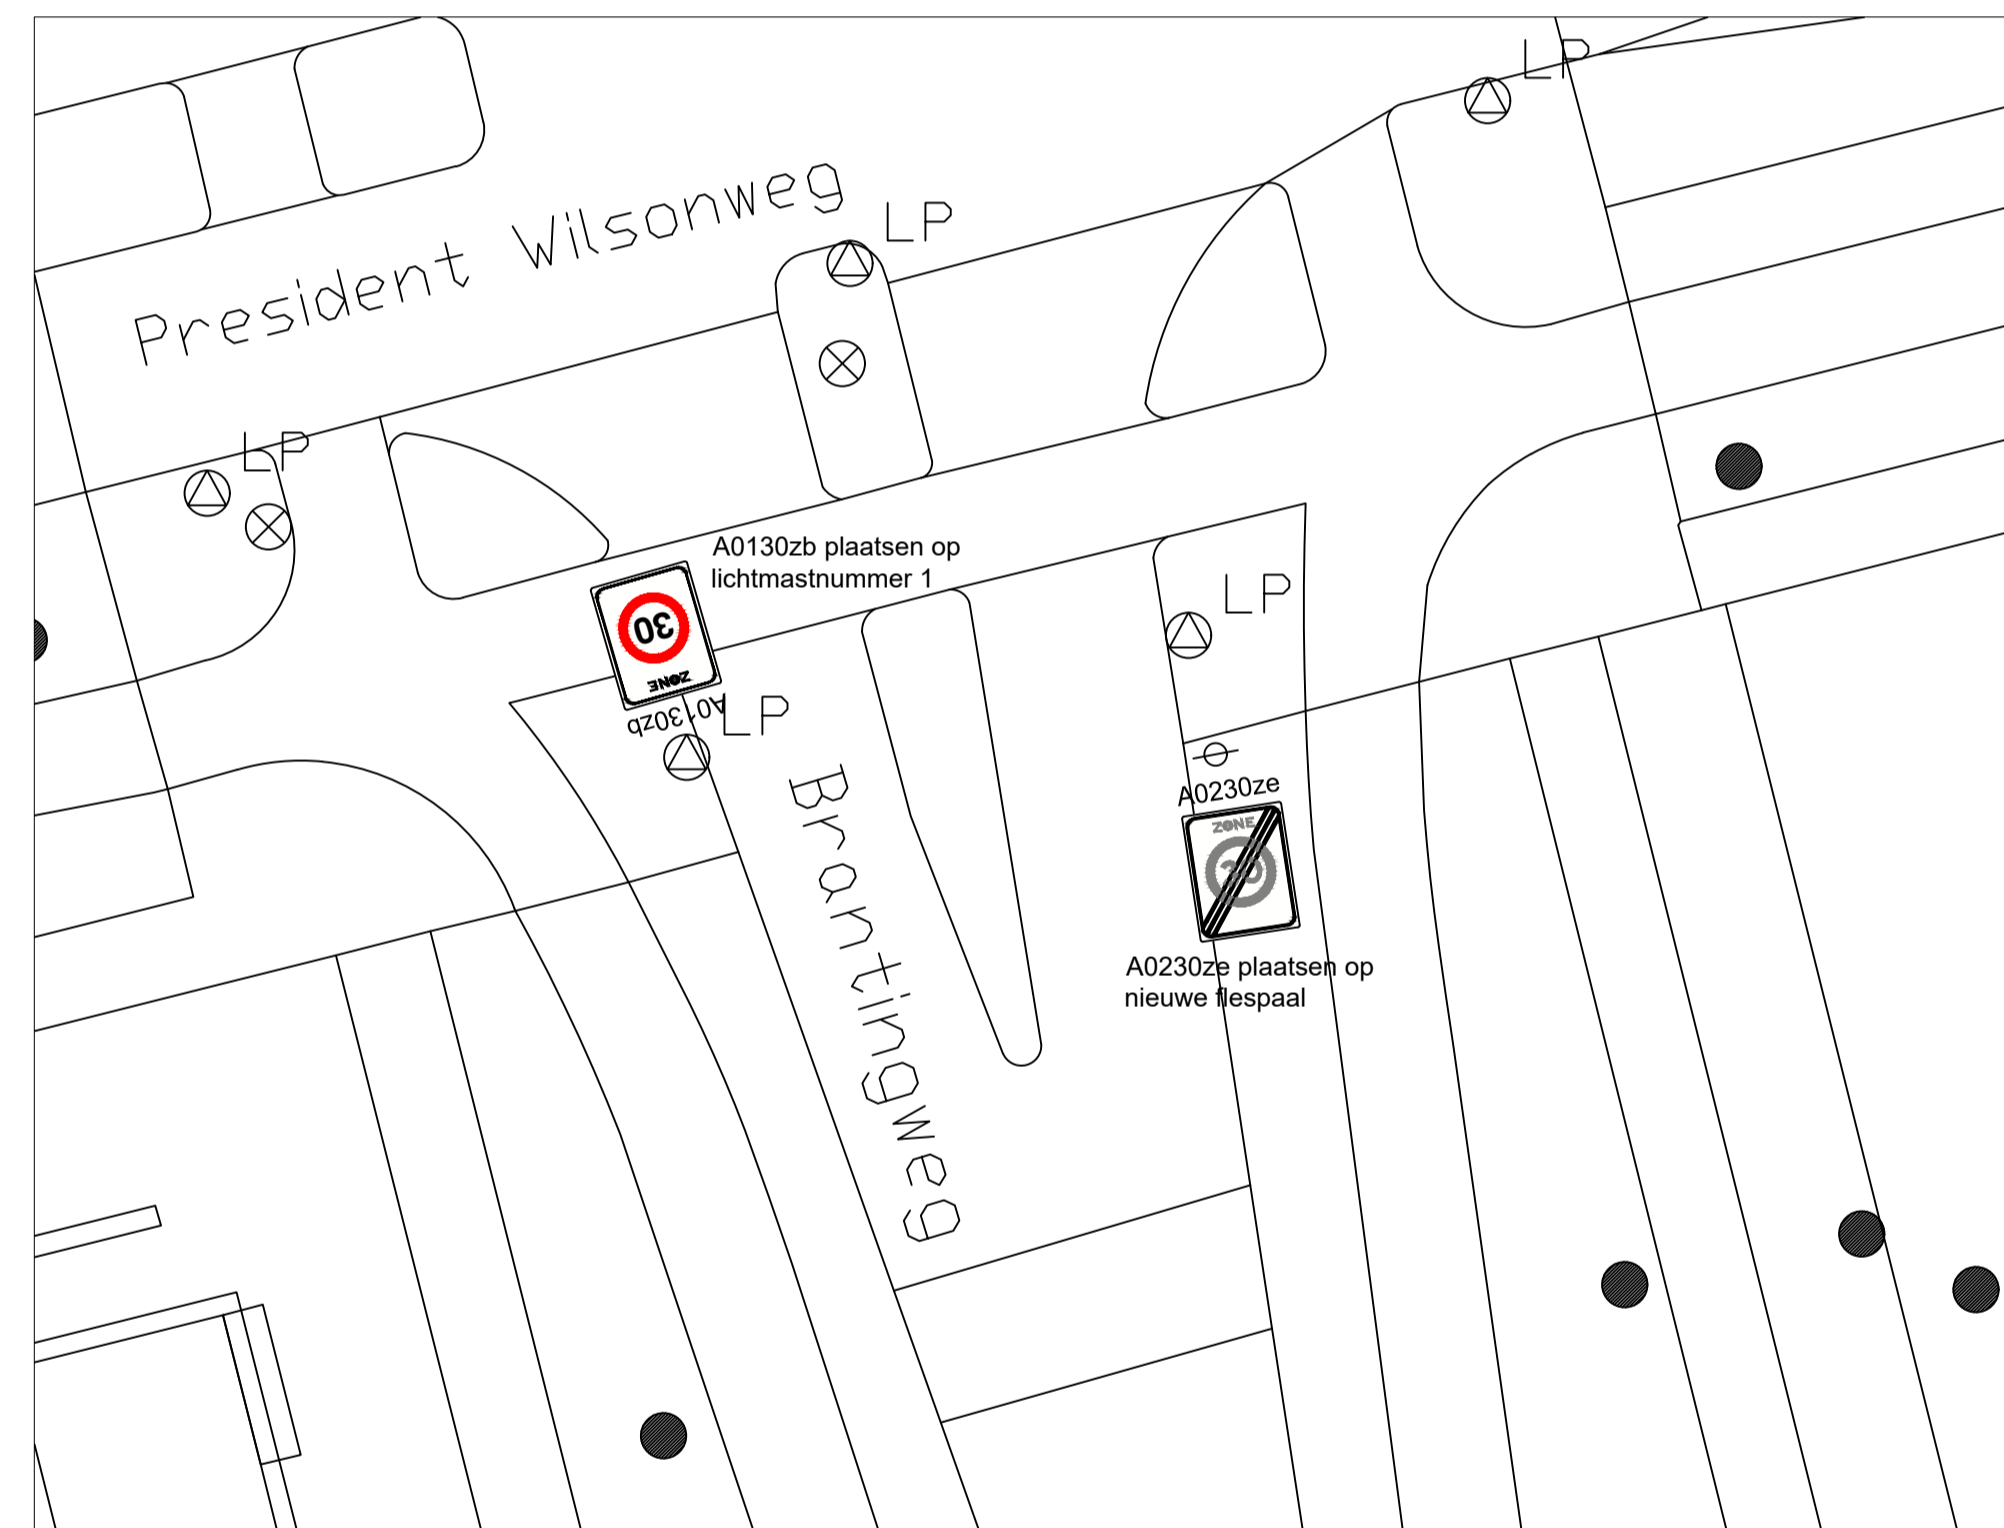 LP
President Wilsonweg
LP
LP
A0130zb plaatsen op
lichtmastnummer 1
30
ZONE
A0130zb
LP
LP
Brantingweg
A0230ze
ZONE
30
A0230ze plaatsen op
nieuwe flespaal